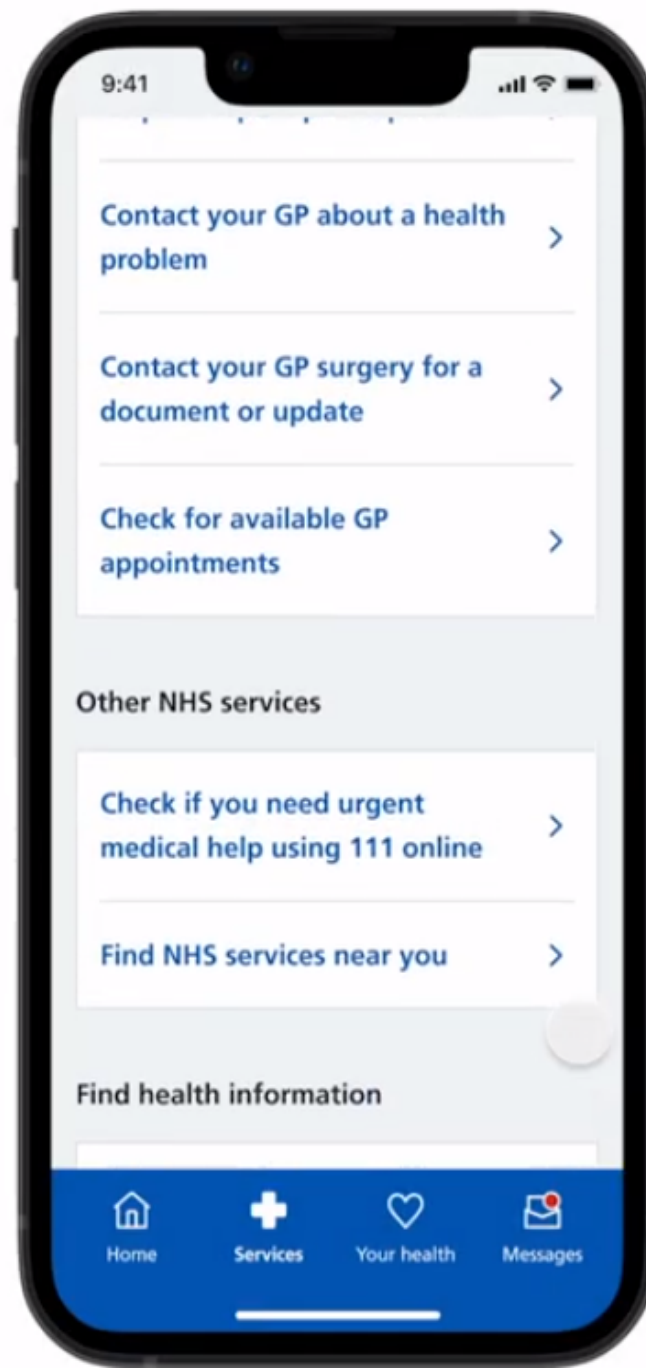 9:41
Contact your GP about a health
problem
Contact your GP surgery for a
document or update
Check for available GP
appointments
Other NHS services
Check if you need urgent
medical help using 111 online
Find NHS services near you
Find health information
Home
Services
Your health
Messages